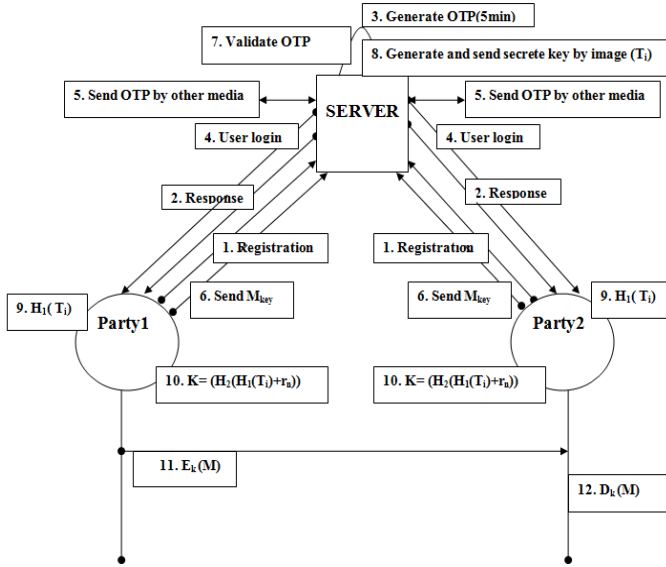 3. Generate OTP(5min)
7. Validate OTP
8. Generate and send secrete key by image (Tᵢ)
5. Send OTP by other media
SERVER
5. Send OTP by other media
4. User login
4. User login
2. Response
2. Response
1. Registration
1. Registration
9. H₁( Tᵢ)
Party1
6. Send Mₖₑᵧ
6. Send Mₖₑᵧ
Party2
9. H₁( Tᵢ)
10. K= (H₂(H₁(Tᵢ)+rₙ))
10. K= (H₂(H₁(Tᵢ)+rₙ))
11. Eₖ(M)
12. Dₖ(M)